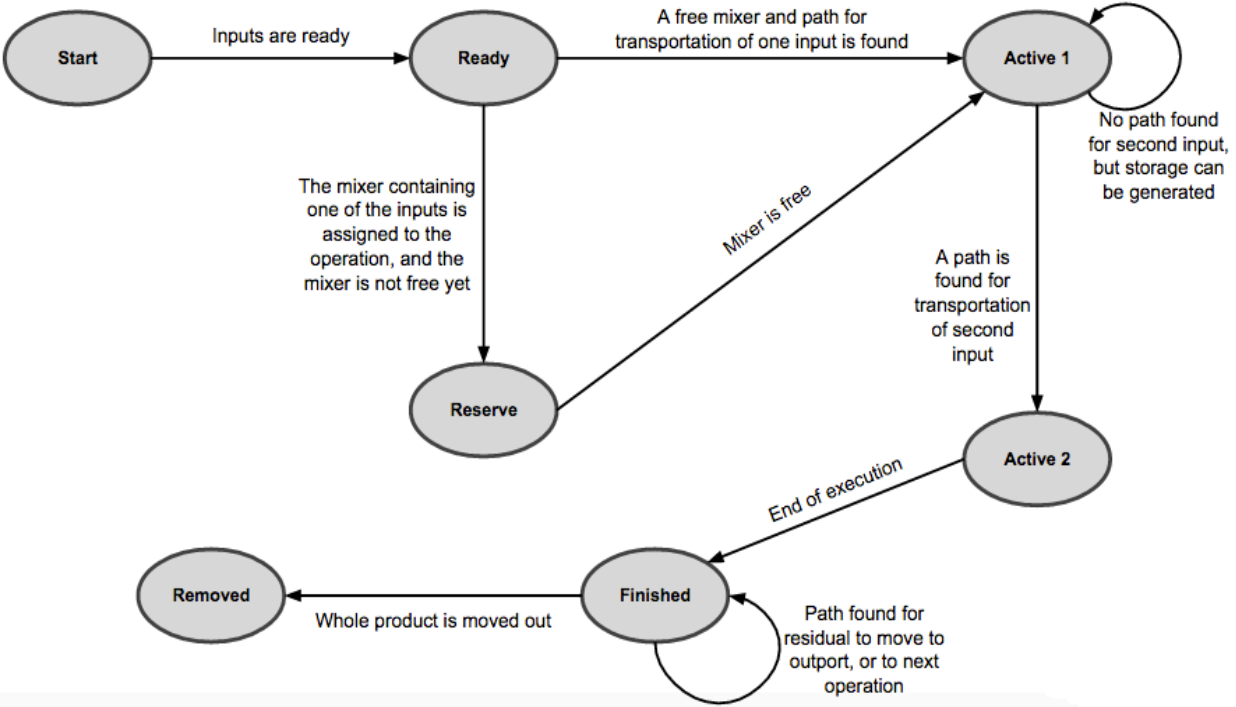 Start
Inputs are ready
Ready
A free mixer and path for
transportation of one input is found
Active 1
No path found
for second input,
but storage can
be generated
The mixer containing
one of the inputs is
assigned to the
operation, and the
mixer is not free yet
Mixer is free
A path is
found for
transportation
of second
input
Reserve
Active 2
End of execution
Removed
Whole product is moved out
Finished
Path found for
residual to move to
outport, or to next
operation